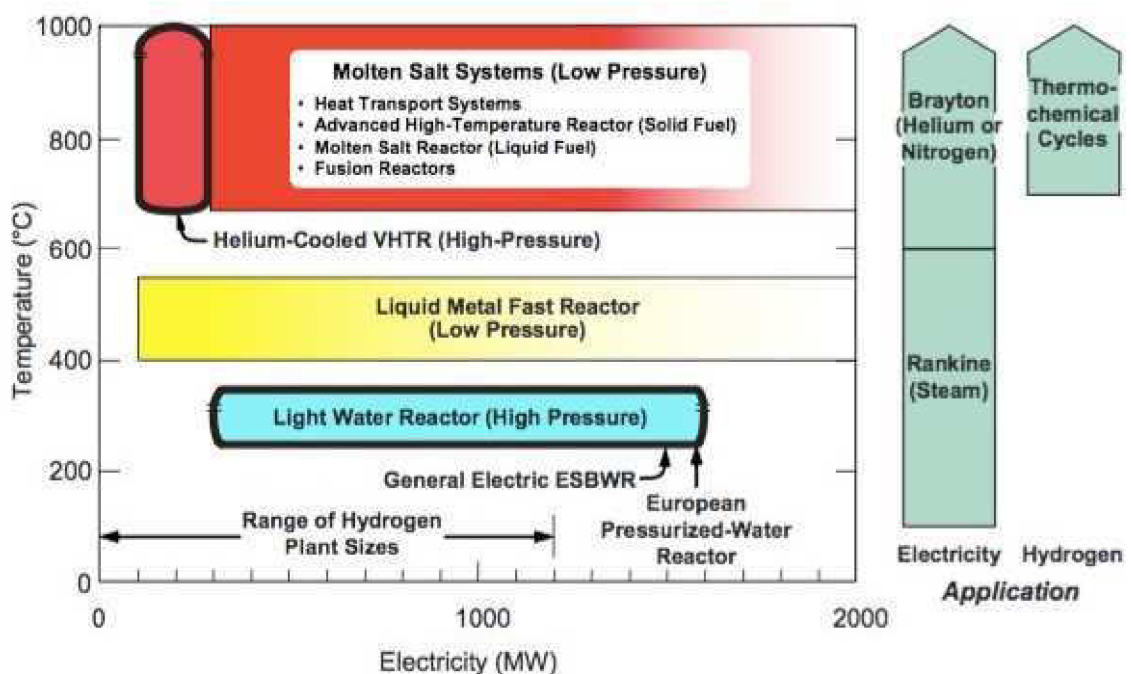 1000
800
600
400
200
0
Temperature (°C)
Molten Salt Systems (Low Pressure)
• Heat Transport Systems
• Advanced High-Temperature Reactor (Solid Fuel)
• Molten Salt Reactor (Liquid Fuel)
• Fusion Reactors
Helium-Cooled VHTR (High-Pressure)
Liquid Metal Fast Reactor
(Low Pressure)
Light Water Reactor (High Pressure)
General Electric ESBWR
European
Pressurized-Water
Reactor
Range of Hydrogen
Plant Sizes
0
1000
2000
Electricity (MW)
Brayton
(Helium or
Nitrogen)
Rankine
(Steam)
Thermo-
chemical
Cycles
Electricity
Hydrogen
Application